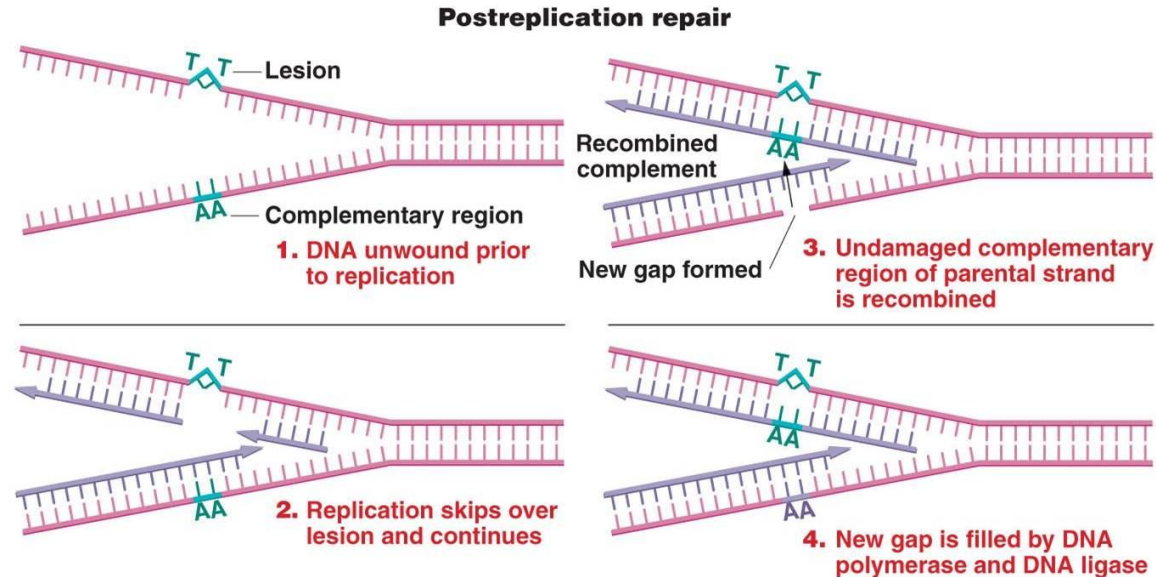 Postreplication repair
T T
Lesion
AA
Complementary region
1. DNA unwound prior
to replication
T T
AA
2. Replication skips over
lesion and continues
T T
Recombined
complement
AA
New gap formed
3. Undamaged complementary
region of parental strand
is recombined
T T
AA
AA
4. New gap is filled by DNA
polymerase and DNA ligase